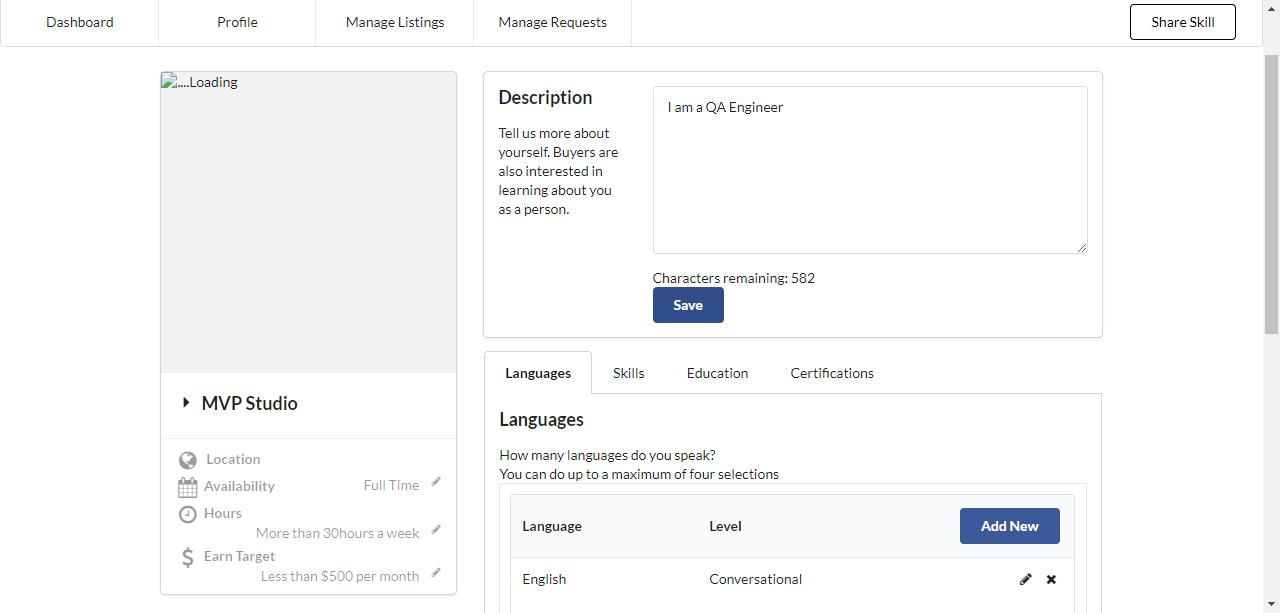 Dashboard
Profile
Manage Listings
Manage Requests
Share Skill
....Loading
MVP Studio
Location
Availability
Full TIme
Hours
More than 30hours a week
Earn Target
Less than $500 per month
Description
Tell us more about
yourself. Buyers are
also interested in
learning about you
as a person.
I am a QA Engineer
Characters remaining: 582
Save
Languages
Skills
Education
Certifications
Languages
How many languages do you speak?
You can do up to a maximum of four selections
Language
Level
Add New
English
Conversational